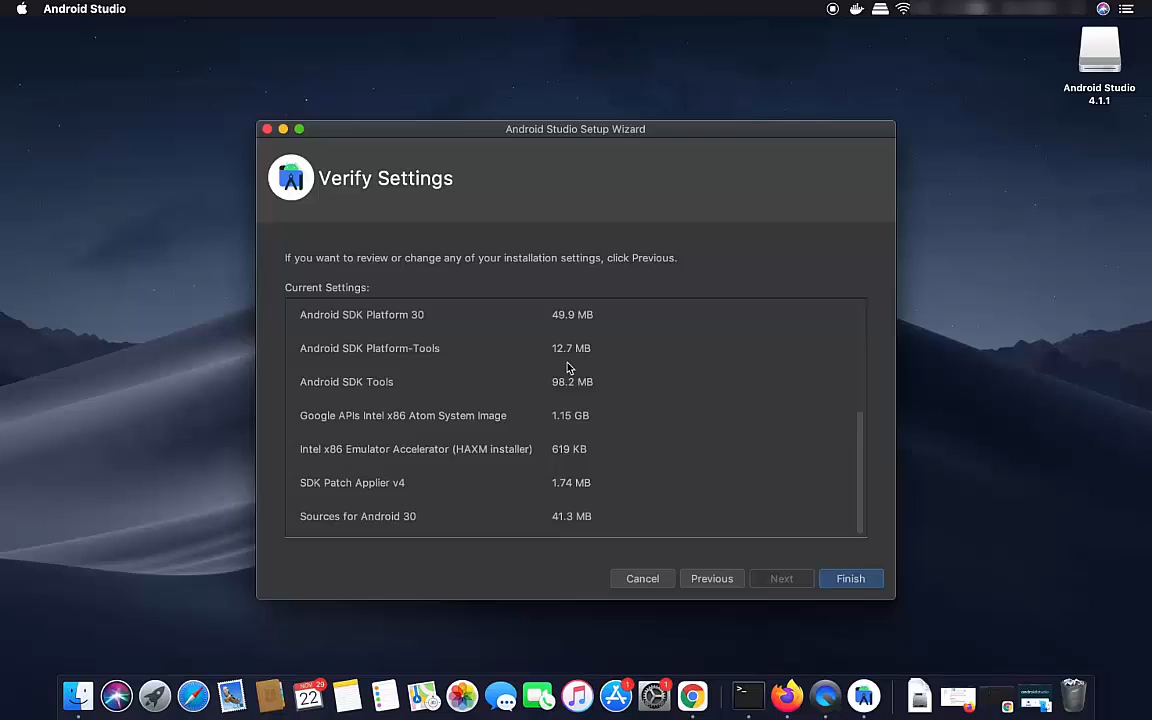 Android Studio
Android Studio
4.1.1
Android Studio Setup Wizard
Verify Settings
If you want to review or change any of your installation settings, click Previous.
Current Settings:
Android SDK Platform 30 49.9 MB
Android SDK Platform-Tools 12.7 MB
Android SDK Tools 98.2 MB
Google APIs Intel x86 Atom System Image 1.15 GB
Intel x86 Emulator Accelerator (HAXM installer) 619 KB
SDK Patch Applier v4 1.74 MB
Sources for Android 30 41.3 MB
Cancel Previous Next Finish
NOV 29
22
1
1
>_